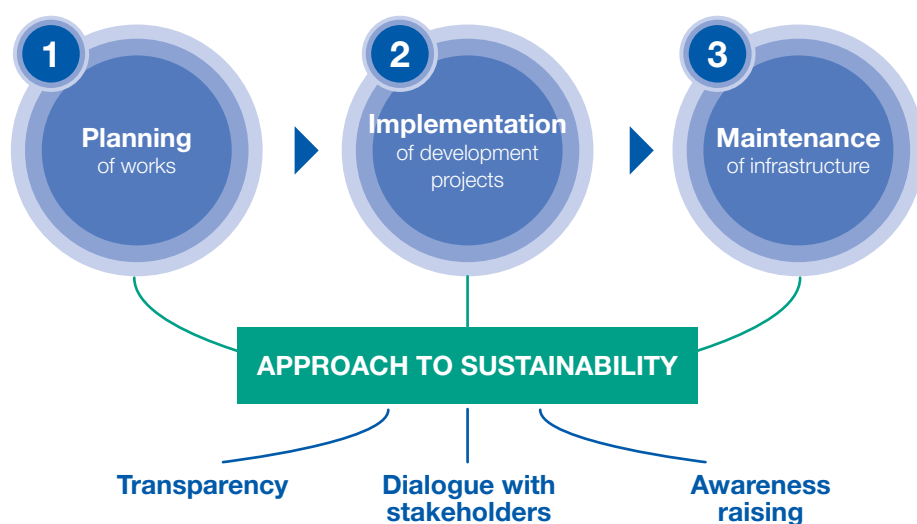 1
Planning
of works
2
Implementation
of development
projects
3
Maintenance
of infrastructure
APPROACH TO SUSTAINABILITY
Transparency
Dialogue with
stakeholders
Awareness
raising